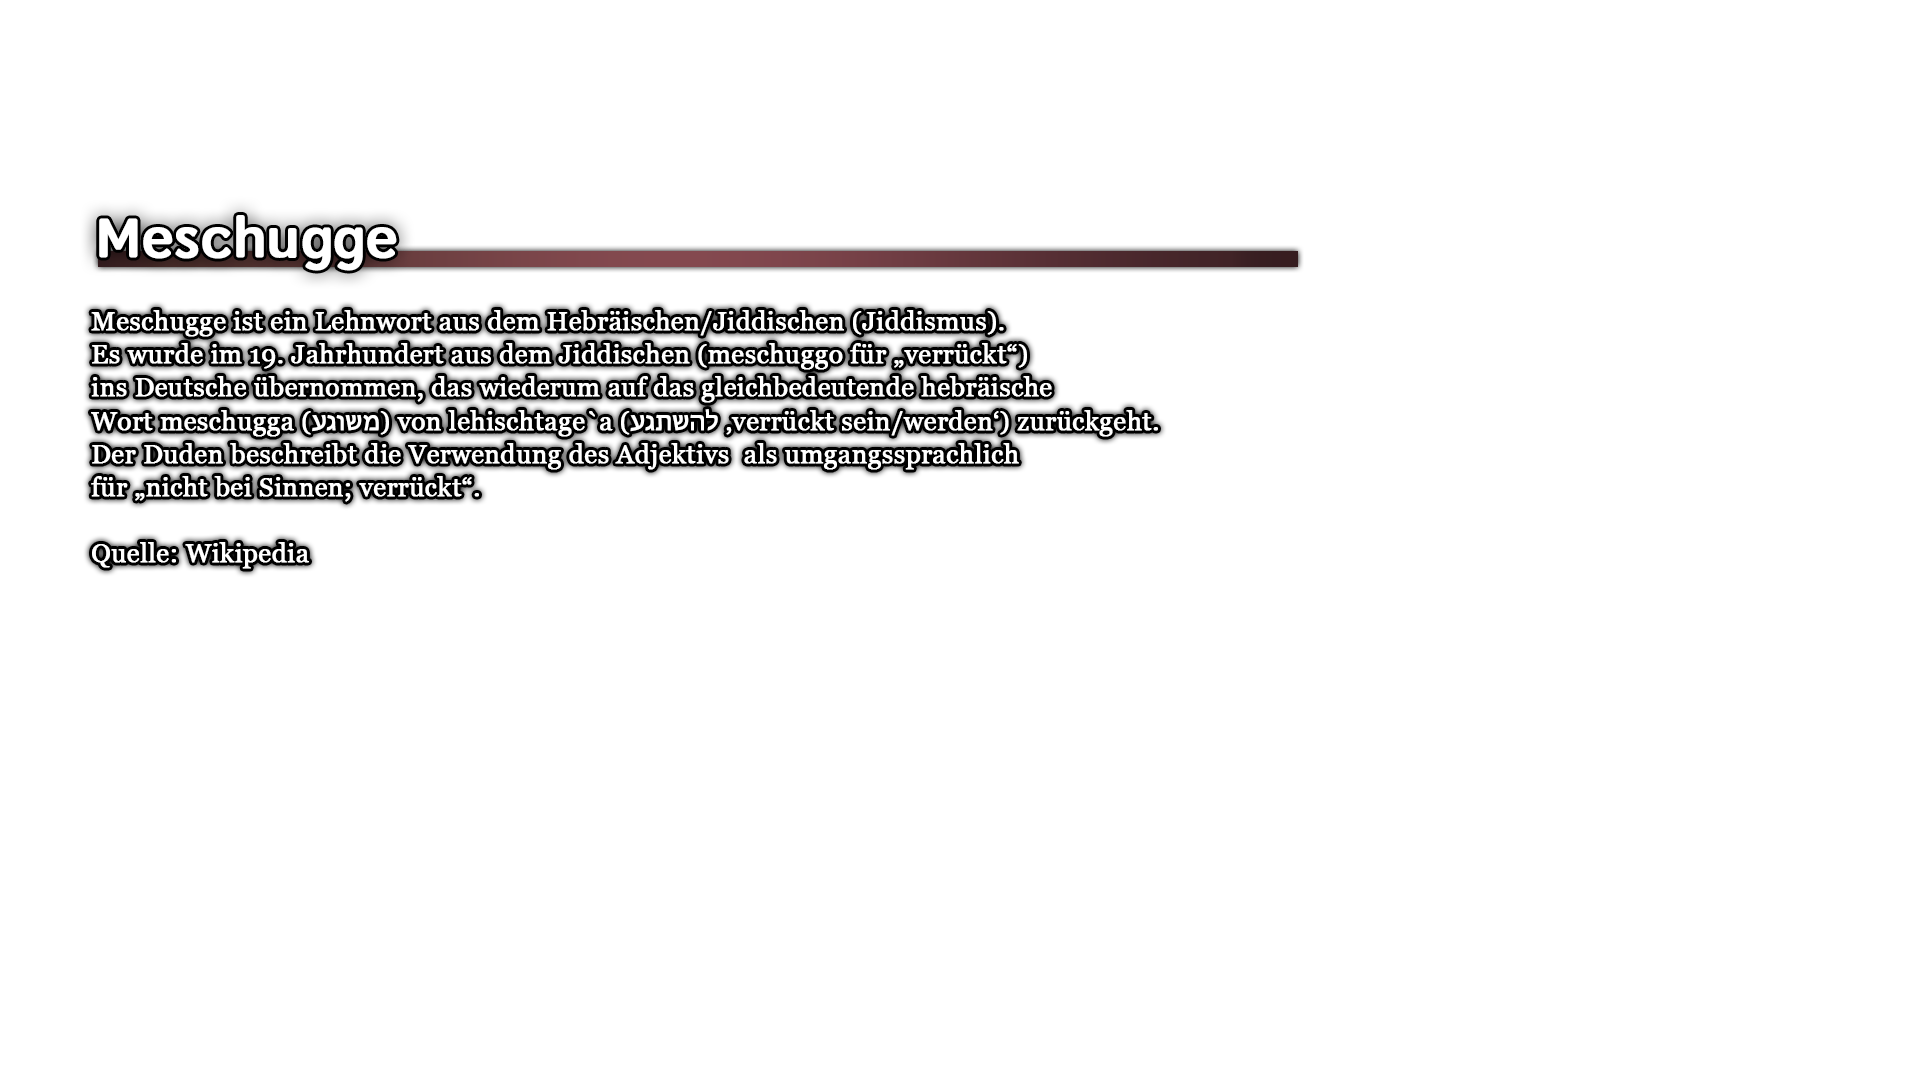 Meschugge
Meschugge ist ein Lehnwort aus dem Hebräischen/Jiddischen (Jiddismus).
Es wurde im 19. Jahrhundert aus dem Jiddischen (meschuggo für „verrückt“)
ins Deutsche übernommen, das wiederum auf das gleichbedeutende hebräische
Wort meschugga (משוגע) von lehischtage`a (להשתגע ‚verrückt sein/werden‘) zurückgeht.
Der Duden beschreibt die Verwendung des Adjektivs  als umgangssprachlich
für „nicht bei Sinnen; verrückt“.
Quelle: Wikipedia